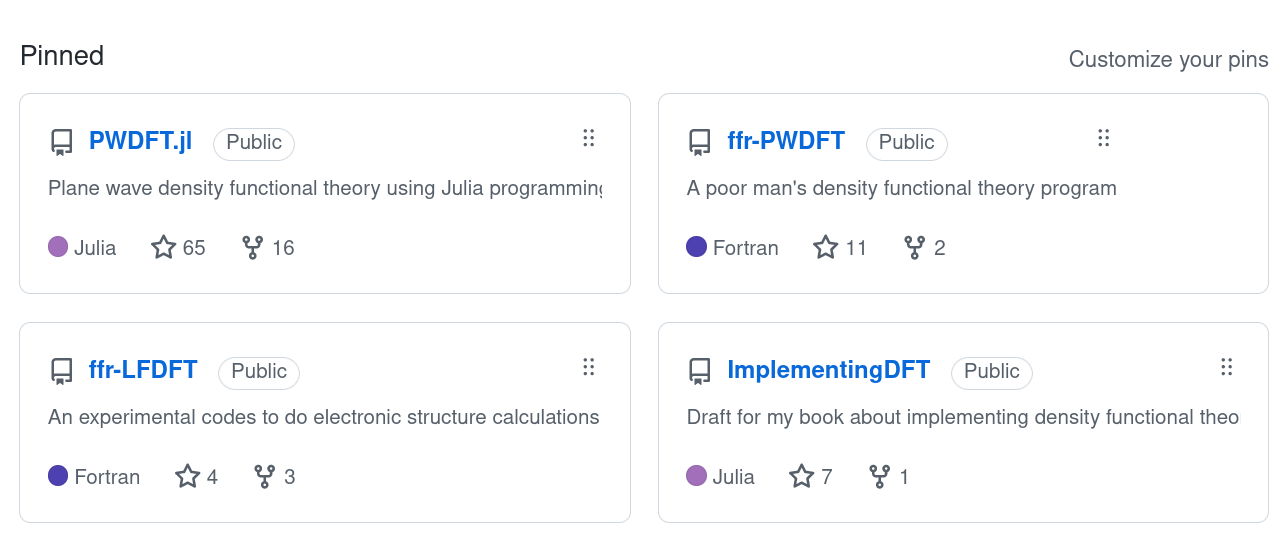 Pinned
Customize your pins
PWDFT.jl Public
Plane wave density functional theory using Julia programming
Julia 65 16
ffr-PWDFT Public
A poor man's density functional theory program
Fortran 11 2
ffr-LFDFT Public
An experimental codes to do electronic structure calculations
Fortran 4 3
ImplementingDFT Public
Draft for my book about implementing density functional theo
Julia 7 1